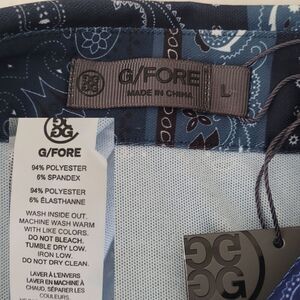 G/FORE
MADE IN CHINA
L
G/FORE
94% POLYESTER
6% SPANDEX
94% POLYESTER
6% ÉLASTHANNE
WASH INSIDE OUT.
MACHINE WASH WARM
WITH LIKE COLORS.
DO NOT BLEACH.
TUMBLE DRY LOW.
IRON LOW.
DO NOT DRY CLEAN.
LAVER À L'ENVERS
LAVER EN MACHINE À
CHAUD, SÉPARER LES
COULEURS